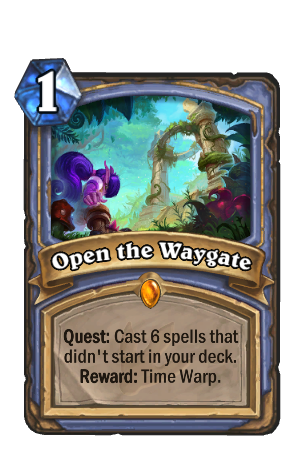 1
Open the Waygate
Quest: Cast 6 spells that
didn't start in your deck.
Reward: Time Warp.